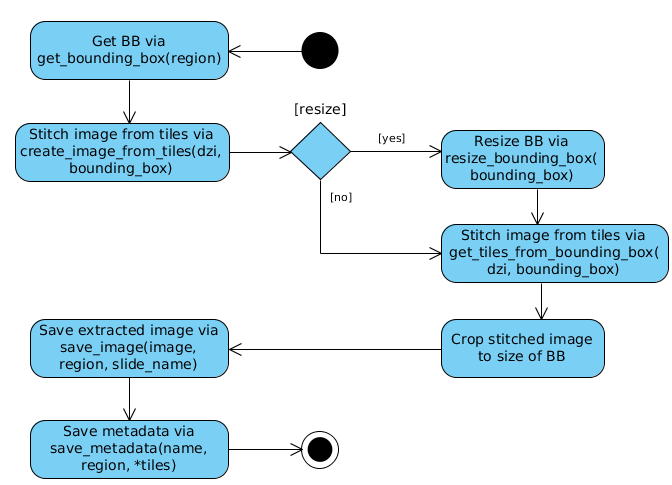 Get BB via
get_bounding_box(region)
Stitch image from tiles via
create_image_from_tiles(dzi,
bounding_box)
[resize]
[yes]
[no]
Resize BB via
resize_bounding_box(
bounding_box)
Stitch image from tiles via
get_tiles_from_bounding_box(
dzi, bounding_box)
Crop stitched image
to size of BB
Save extracted image via
save_image(image,
region, slide_name)
Save metadata via
save_metadata(name,
region, *tiles)